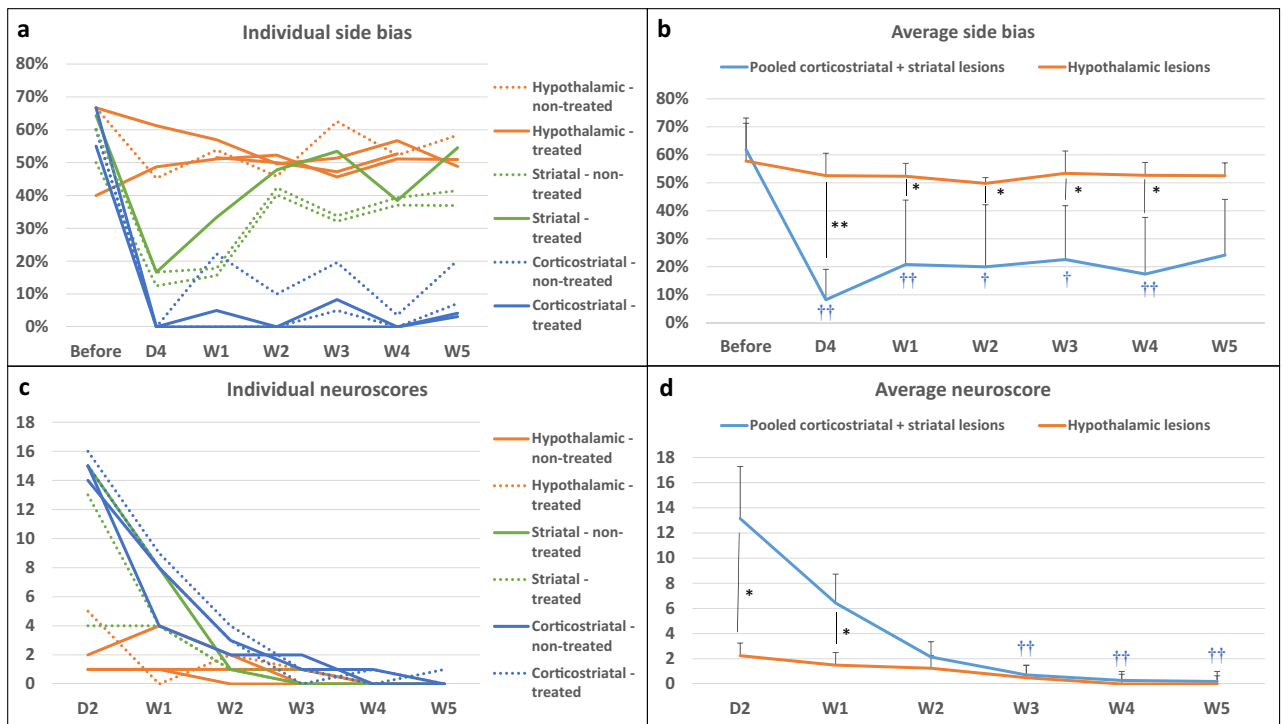 a
Individual side bias
80%
70%
60%
50%
40%
30%
20%
10%
0%
Before D4 W1 W2 W3 W4 W5
Hypothalamic -
non-treated
Hypothalamic -
treated
Striatal - non-
treated
Striatal -
treated
Corticostriatal -
non-treated
Corticostriatal -
treated
b
Average side bias
Pooled corticostriatal + striatal lesions
Hypothalamic lesions
80%
70%
60%
50%
40%
30%
20%
10%
0%
**
*
*
*
*
††
††
†
†
††
Before D4 W1 W2 W3 W4 W5
c
Individual neuroscores
18
16
14
12
10
8
6
4
2
0
D2 W1 W2 W3 W4 W5
Hypothalamic -
non-treated
Hypothalamic -
treated
Striatal - non-
treated
Striatal -
treated
Corticostriatal -
non-treated
Corticostriatal -
treated
d
Average neuroscore
Pooled corticostriatal + striatal lesions
Hypothalamic lesions
18
16
14
12
10
8
6
4
2
0
*
*
††
††
††
D2 W1 W2 W3 W4 W5